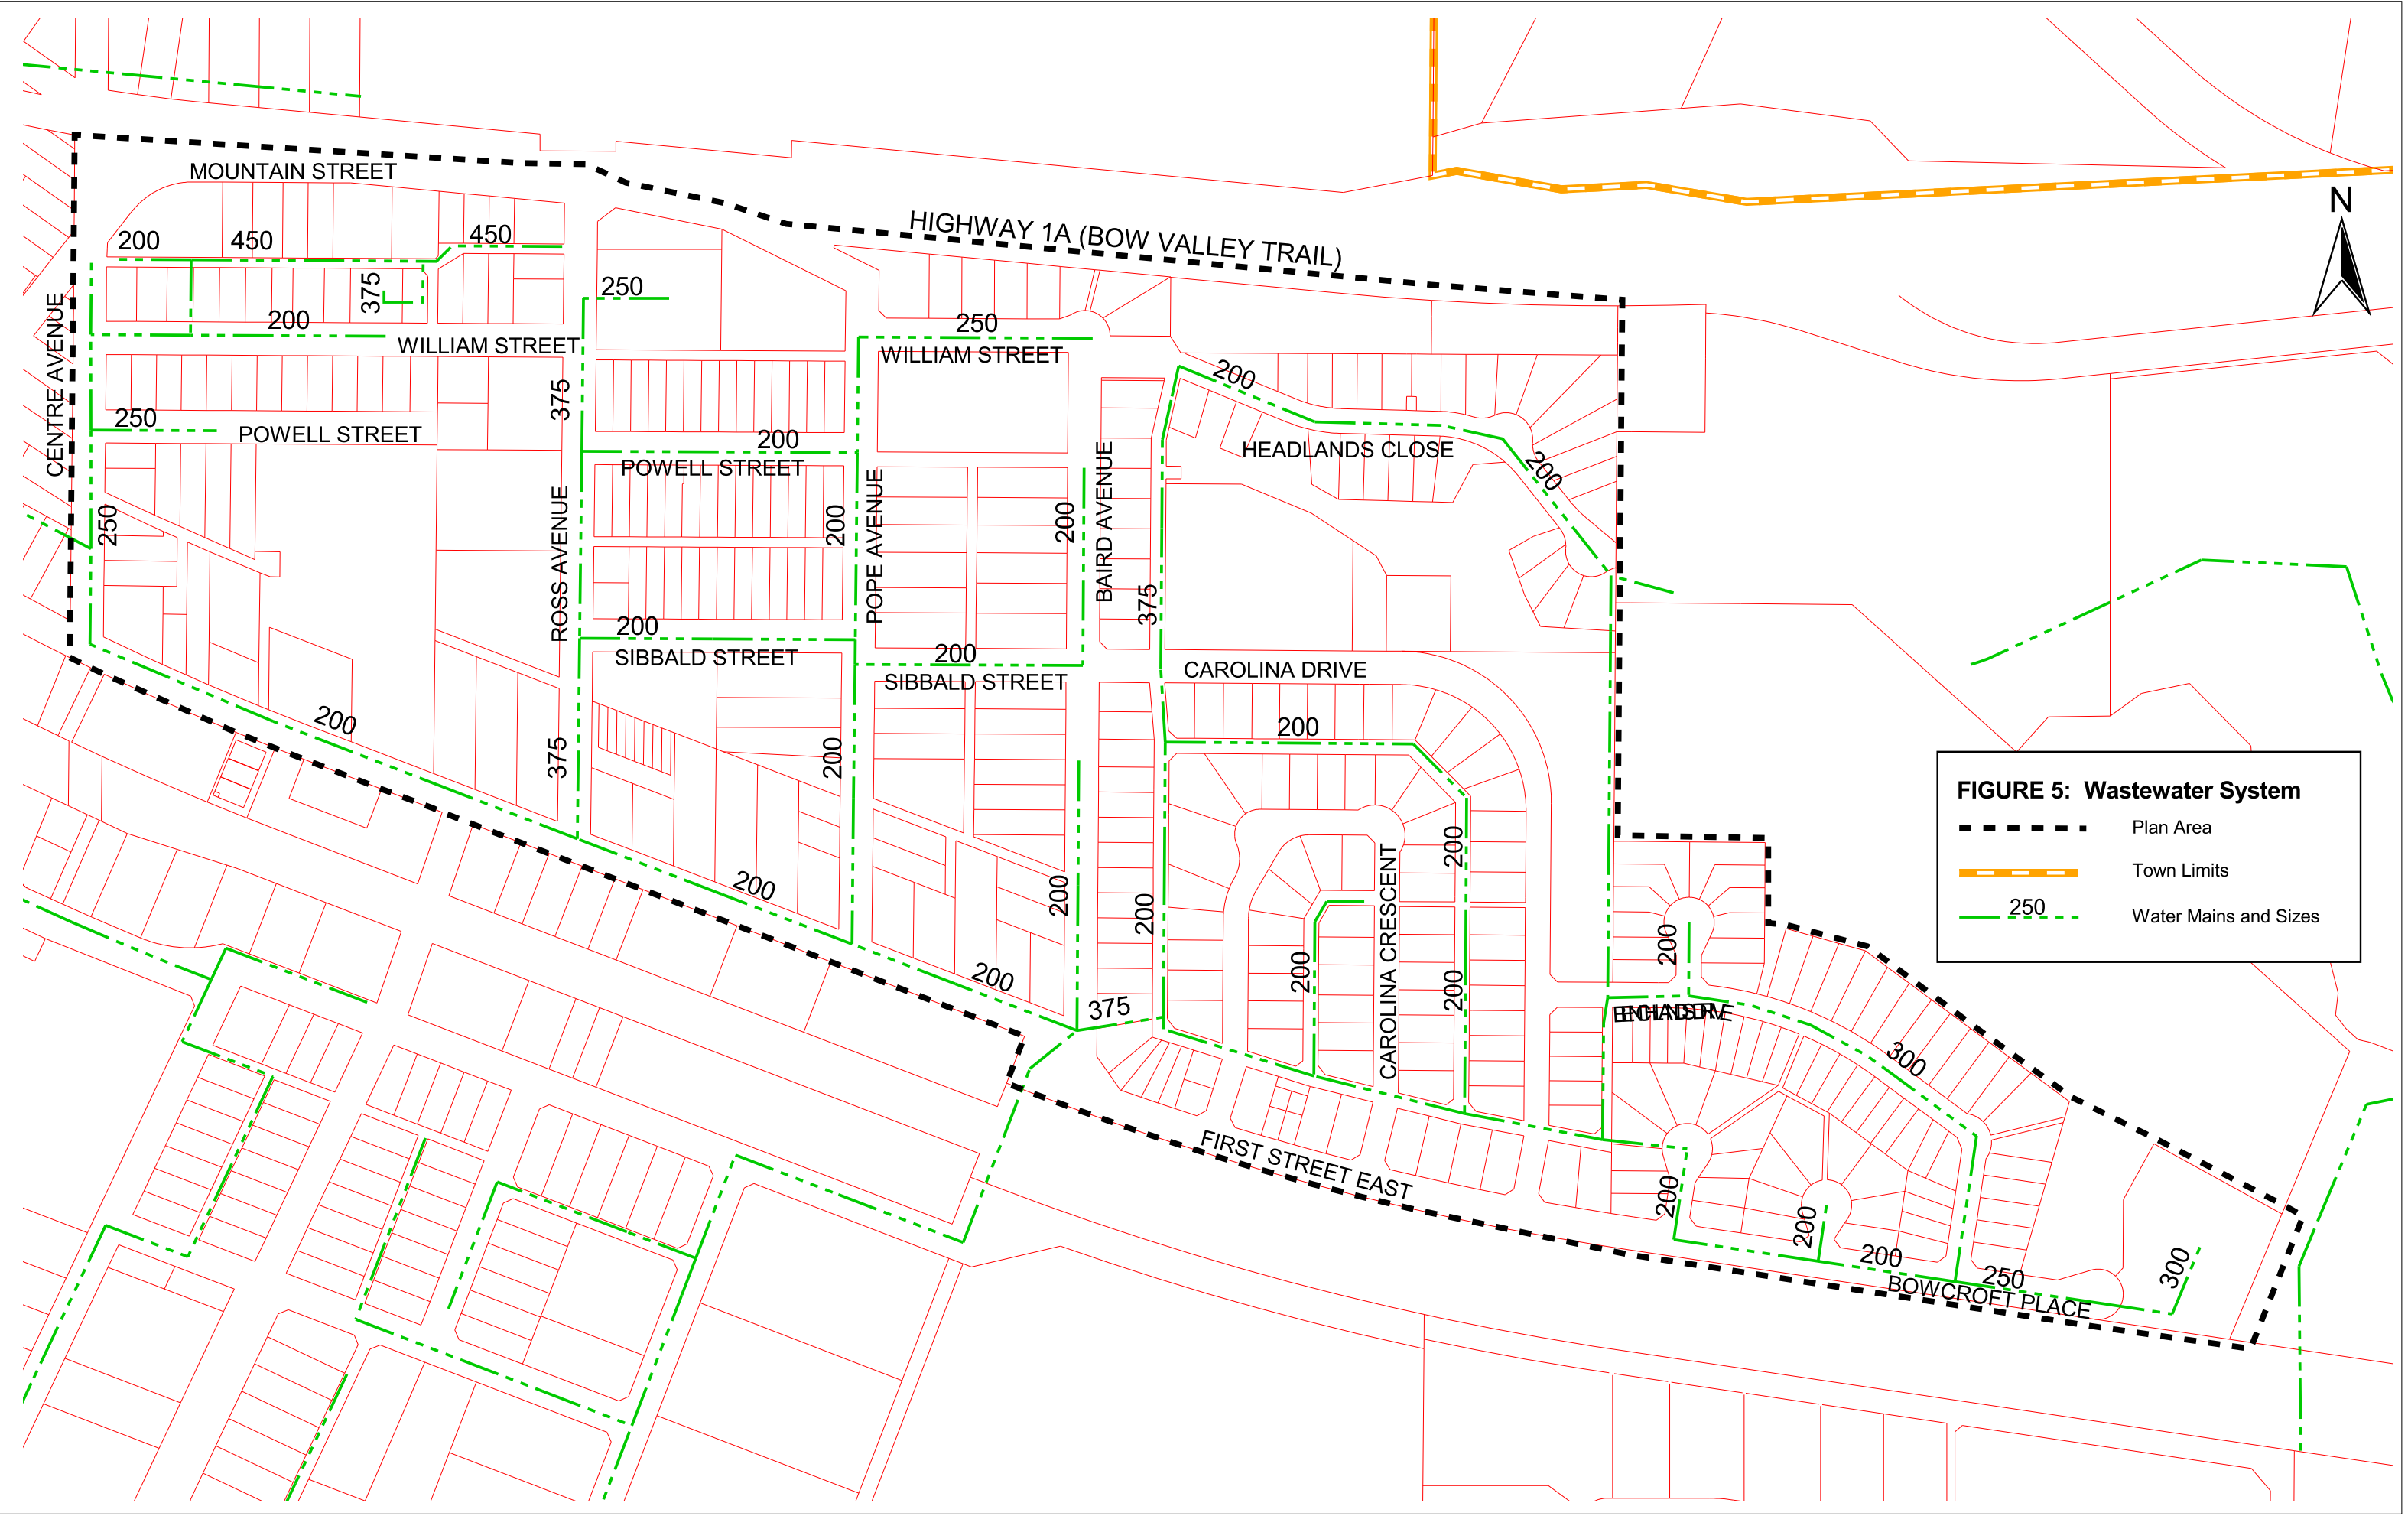 MOUNTAIN STREET
HIGHWAY 1A (BOW VALLEY TRAIL)
N
200
450
450
375
250
CENTRE AVENUE
200
WILLIAM STREET
250
WILLIAM STREET
375
200
250
POWELL STREET
200
POWELL STREET
HEADLANDS CLOSE
200
250
ROSS AVENUE
200
POPE AVENUE
200
BAIRD AVENUE
375
200
SIBBALD STREET
200
SIBBALD STREET
CAROLINA DRIVE
200
375
200
200
FIGURE 5: Wastewater System
Plan Area
Town Limits
250
Water Mains and Sizes
200
200
200
200
200
375
200
CAROLINA CRESCENT
200
200
300
FIRST STREET EAST
200
200
200
250
BOWCROFT PLACE
300